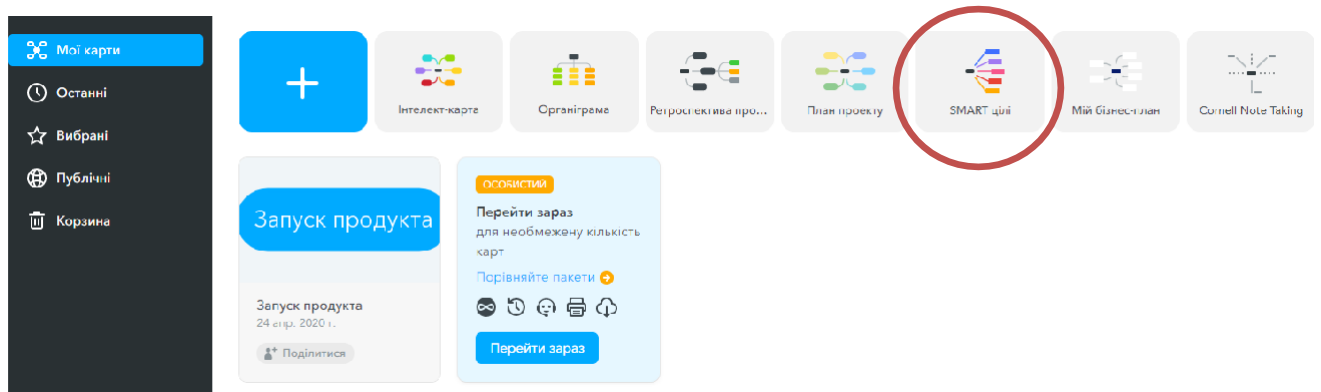 Мої карти
Останні
Вибрані
Публічні
Корзина
Інтелект-карта
Органіграма
Ретроспектива про...
План проекту
SMART цілі
Мій бізнес-план
Cornell Note Taking
Запуск продукта
Запуск продукта
24 апр. 2020 г.
Поділитися
ОСОБИСТИЙ
Перейти зараз
для необмежену кількість
карт
Порівняйте пакети
Перейти зараз